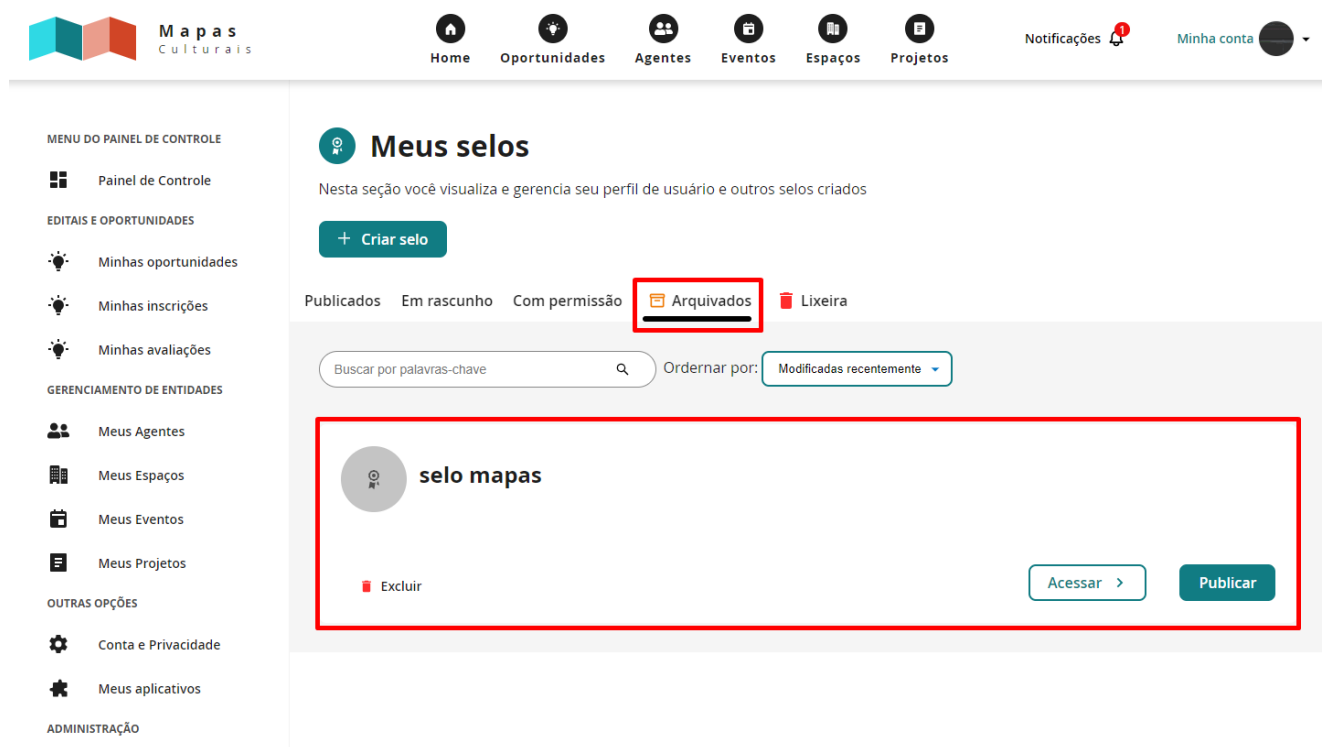 Mapas
Culturais
Home
Oportunidades
Agentes
Eventos
Espaços
Projetos
Notificações
1
Minha conta
MENU DO PAINEL DE CONTROLE
Painel de Controle
EDITAIS E OPORTUNIDADES
Minhas oportunidades
Minhas inscrições
Minhas avaliações
GERENCIAMENTO DE ENTIDADES
Meus Agentes
Meus Espaços
Meus Eventos
Meus Projetos
OUTRAS OPÇÕES
Conta e Privacidade
Meus aplicativos
ADMINISTRAÇÃO
Meus selos
Nesta seção você visualiza e gerencia seu perfil de usuário e outros selos criados
+ Criar selo
Publicados Em rascunho Com permissão Arquivados Lixeira
Buscar por palavras-chave Ordernar por: Modificadas recentemente
selo mapas
Excluir Acessar > Publicar